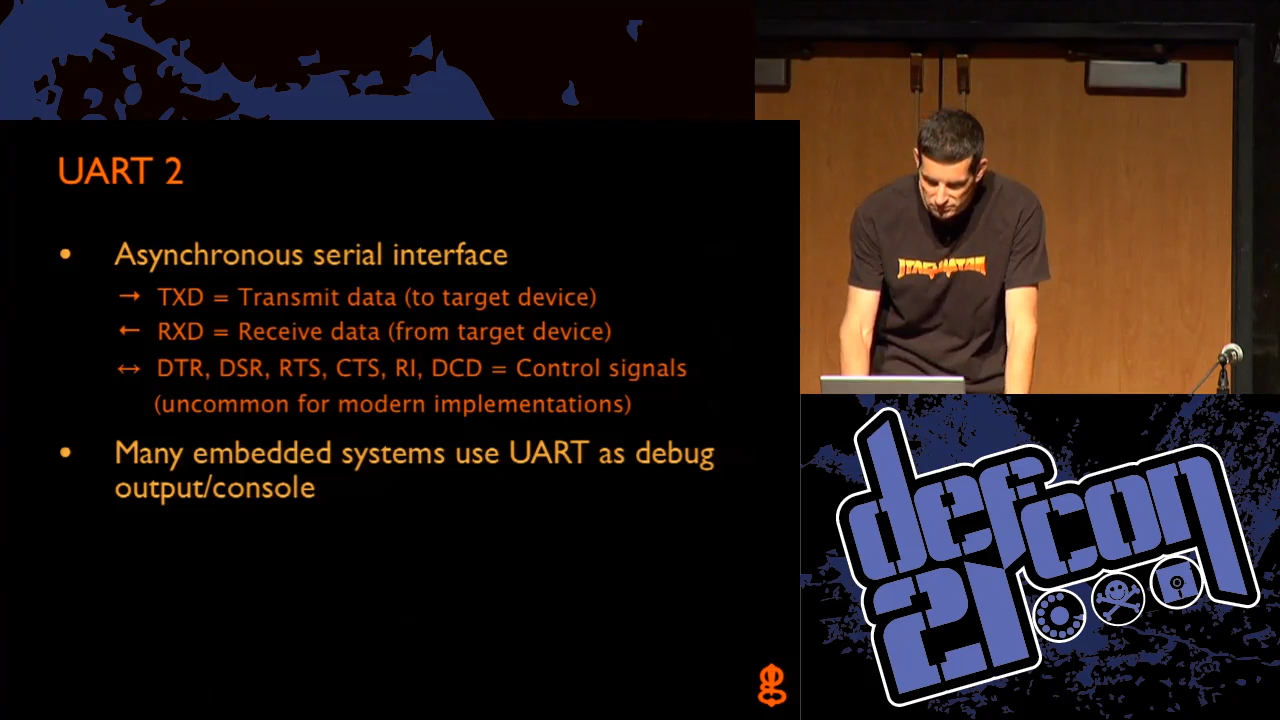 UART 2
• Asynchronous serial interface
→ TXD = Transmit data (to target device)
← RXD = Receive data (from target device)
↔ DTR, DSR, RTS, CTS, RI, DCD = Control signals
(uncommon for modern implementations)
• Many embedded systems use UART as debug
output/console
JTAGULATOR
defcon
21